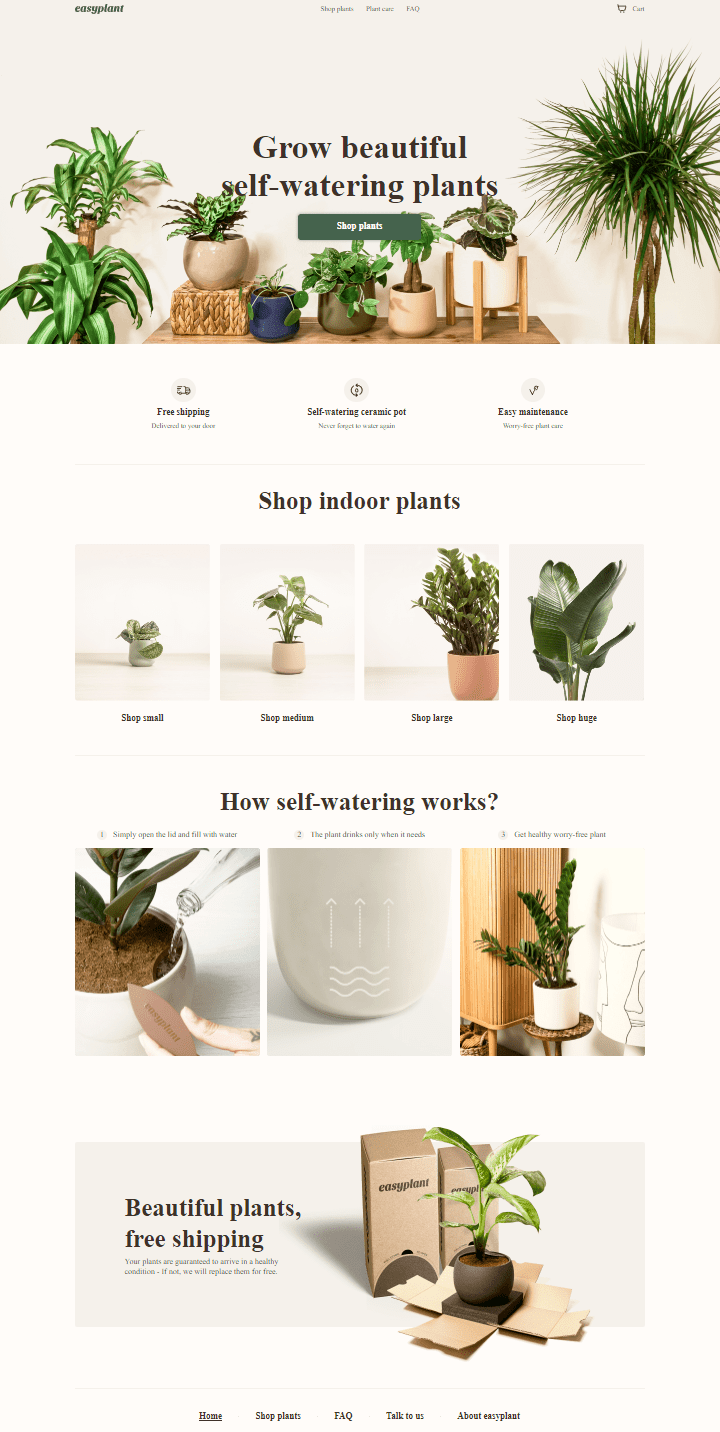 easyplant
Shop plants
Plant care
FAQ
Cart
Grow beautiful
self-watering plants
Shop plants
Free shipping
Delivered to your door
Self-watering ceramic pot
Never forget to water again
Easy maintenance
Worry-free plant care
Shop indoor plants
Shop small
Shop medium
Shop large
Shop huge
How self-watering works?
1 Simply open the lid and fill with water
2 The plant drinks only when it needs
3 Get healthy worry-free plant
easyplant
easyplant
Beautiful plants,
free shipping
Your plants are guaranteed to arrive in a healthy
condition - If not, we will replace them for free.
Home
Shop plants
FAQ
Talk to us
About easyplant